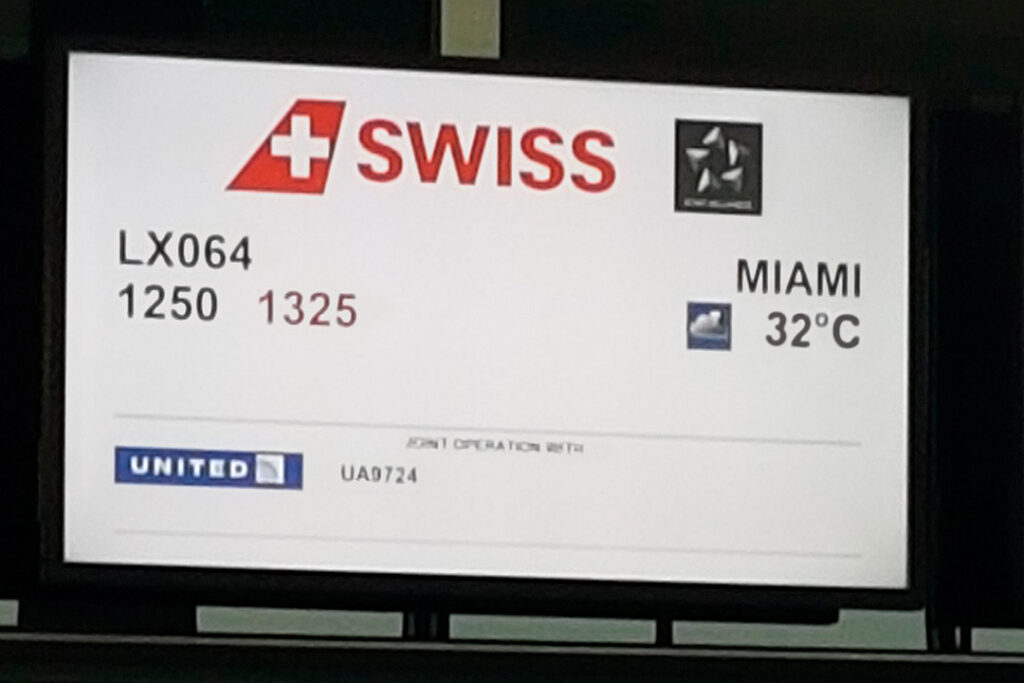 SWISS
LX064
MIAMI
1250 1325
32°C
JOINT OPERATION WITH
UNITED
UA9724